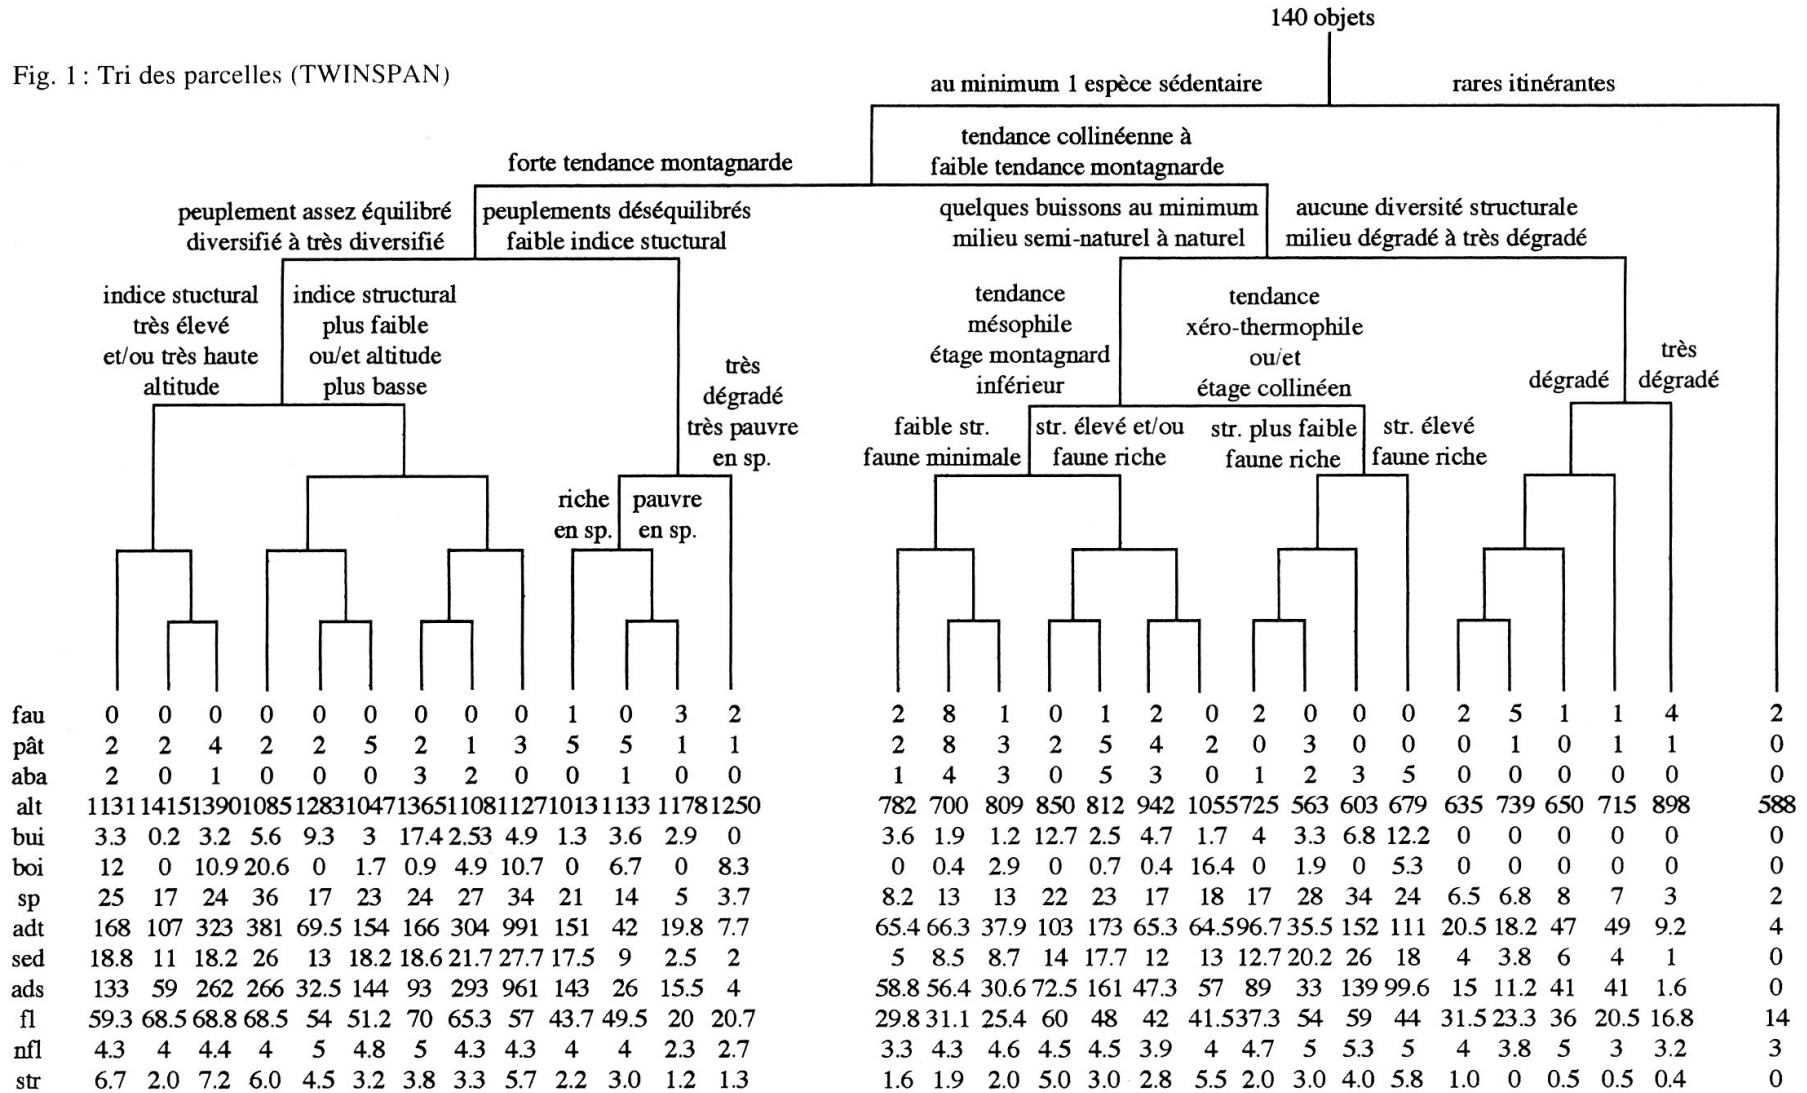 140 objets
Fig. 1 : Tri des parcelles (TWINSPAN)
au minimum 1 espèce sédentaire
rares itinérantes
forte tendance montagnarde
tendance collinéenne à
faible tendance montagnarde
peuplement assez équilibré
diversifié à très diversifié
peuplements déséquilibrés
faible indice stuctural
quelques buissons au minimum
milieu semi-naturel à naturel
aucune diversité structurale
milieu dégradé à très dégradé
indice stuctural
très élevé
et/ou très haute
altitude
indice structural
plus faible
ou/et altitude
plus basse
très
dégradé
très pauvre
en sp.
tendance
mésophile
étage montagnard
inférieur
tendance
xéro-thermophile
ou/et
étage collinéen
dégradé
très
dégradé
riche
en sp.
pauvre
en sp.
faible str.
faune minimale
str. élevé et/ou
faune riche
str. plus faible
faune riche
str. élevé
faune riche
fau 0 0 0 0 0 0 0 0 0 1 0 3 2 2 8 1 0 1 2 0 2 0 0 0 2 5 1 1 4 2
pât 2 2 4 2 2 5 2 1 3 5 5 1 1 2 8 3 2 5 4 2 0 3 0 0 0 1 0 1 1 0
aba 2 0 1 0 0 0 3 2 0 0 1 0 0 1 4 3 0 5 3 0 1 2 3 5 0 0 0 0 0 0
alt 1131 1415 1390 1085 1283 1047 1365 1108 1127 1013 1133 1178 1250 782 700 809 850 812 942 1055 725 563 603 679 635 739 650 715 898 588
bui 3.3 0.2 3.2 5.6 9.3 3 17.4 2.53 4.9 1.3 3.6 2.9 0 3.6 1.9 1.2 12.7 2.5 4.7 1.7 4 3.3 6.8 12.2 0 0 0 0 0 0
boi 12 0 10.9 20.6 0 1.7 0.9 4.9 10.7 0 6.7 0 8.3 0 0.4 2.9 0 0.7 0.4 16.4 0 1.9 0 5.3 0 0 0 0 0 0
sp 25 17 24 36 17 23 24 27 34 21 14 5 3.7 8.2 13 13 22 23 17 18 17 28 34 24 6.5 6.8 8 7 3 2
adt 168 107 323 381 69.5 154 166 304 991 151 42 19.8 7.7 65.4 66.3 37.9 103 173 65.3 64.5 96.7 35.5 152 111 20.5 18.2 47 49 9.2 4
sed 18.8 11 18.2 26 13 18.2 18.6 21.7 27.7 17.5 9 2.5 2 5 8.5 8.7 14 17.7 12 13 12.7 20.2 26 18 4 3.8 6 4 1 0
ads 133 59 262 266 32.5 144 93 293 961 143 26 15.5 4 58.8 56.4 30.6 72.5 161 47.3 57 89 33 139 99.6 15 11.2 41 41 1.6 0
fl 59.3 68.5 68.8 68.5 54 51.2 70 65.3 57 43.7 49.5 20 20.7 29.8 31.1 25.4 60 48 42 41.5 37.3 54 59 44 31.5 23.3 36 20.5 16.8 14
nfl 4.3 4 4.4 4 5 4.8 5 4.3 4.3 4 4 2.3 2.7 3.3 4.3 4.6 4.5 4.5 3.9 4 4.7 5 5.3 5 4 3.8 5 3 3.2 3
str 6.7 2.0 7.2 6.0 4.5 3.2 3.8 3.3 5.7 2.2 3.0 1.2 1.3 1.6 1.9 2.0 5.0 3.0 2.8 5.5 2.0 3.0 4.0 5.8 1.0 0 0.5 0.5 0.4 0